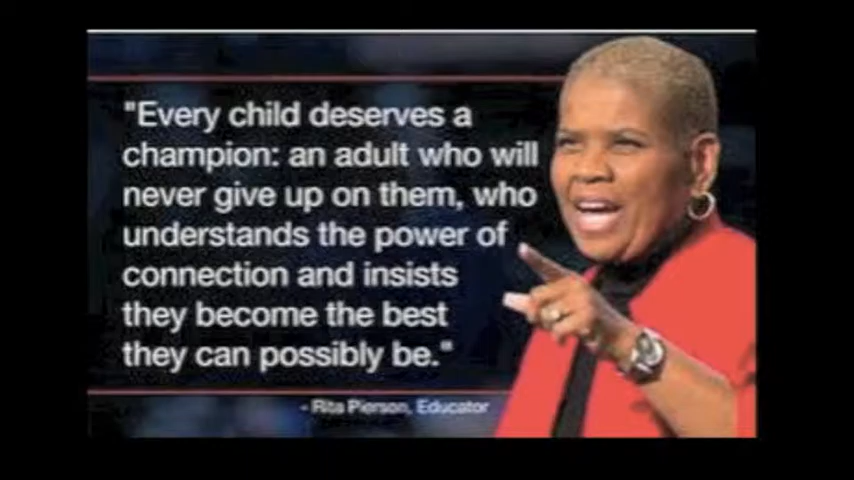 "Every child deserves a
champion: an adult who will
never give up on them, who
understands the power of
connection and insists
they become the best
they can possibly be."
- Rita Pierson, Educator